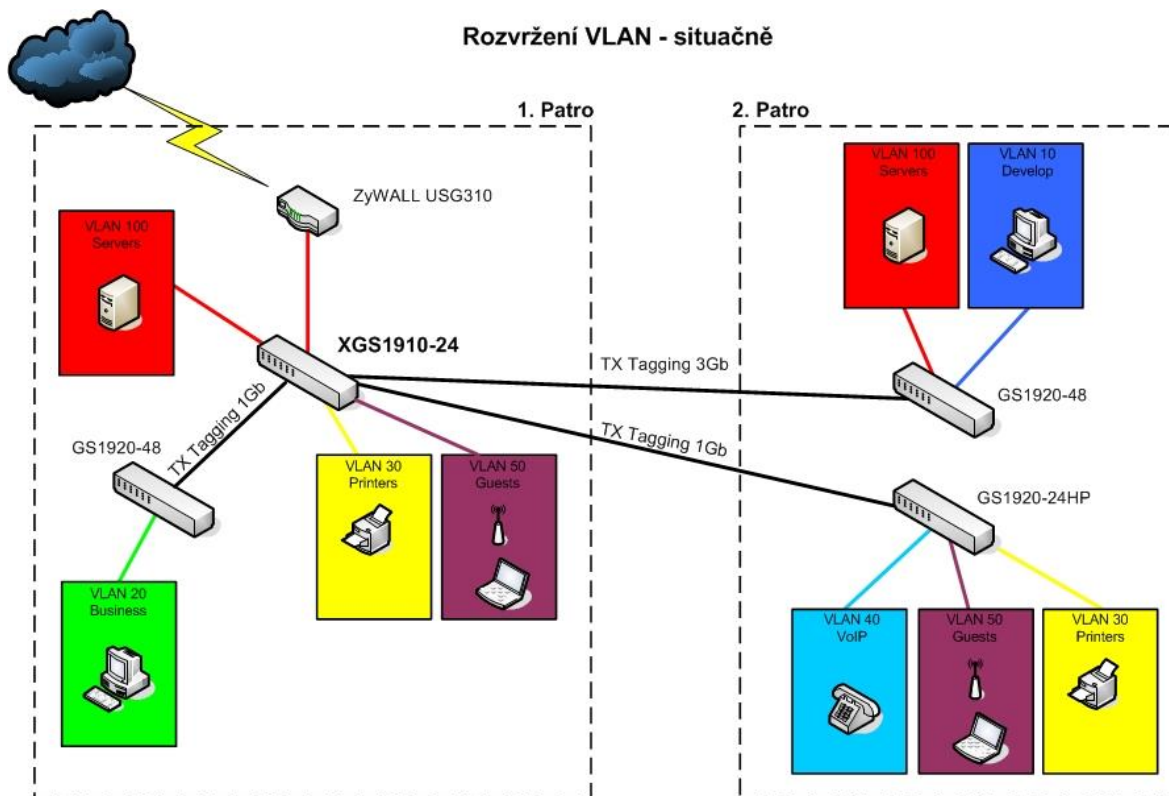 Rozvržení VLAN - situačně
1. Patro
2. Patro
ZyWALL USG310
VLAN 100
Servers
XGS1910-24
TX Tagging 1Gb
GS1920-48
VLAN 20
Business
VLAN 30
Printers
VLAN 50
Guests
TX Tagging 3Gb
TX Tagging 1Gb
VLAN 100
Servers
VLAN 10
Develop
GS1920-48
GS1920-24HP
VLAN 40
VoIP
VLAN 50
Guests
VLAN 30
Printers